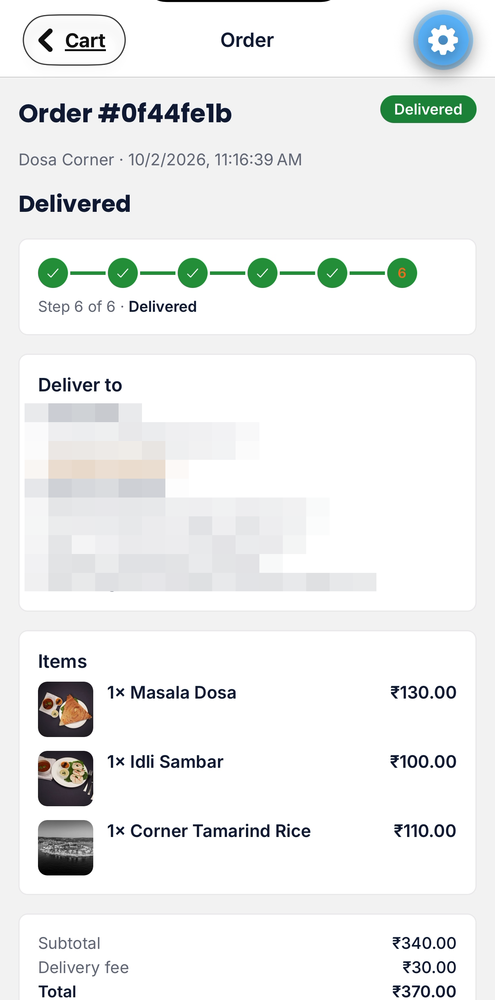 Cart
Order
Order #0f44fe1b
Delivered
Dosa Corner · 10/2/2026, 11:16:39 AM
Delivered
6
Step 6 of 6 · Delivered
Deliver to
Items
1× Masala Dosa ₹130.00
1× Idli Sambar ₹100.00
1× Corner Tamarind Rice ₹110.00
Subtotal ₹340.00
Delivery fee ₹30.00
Total ₹370.00